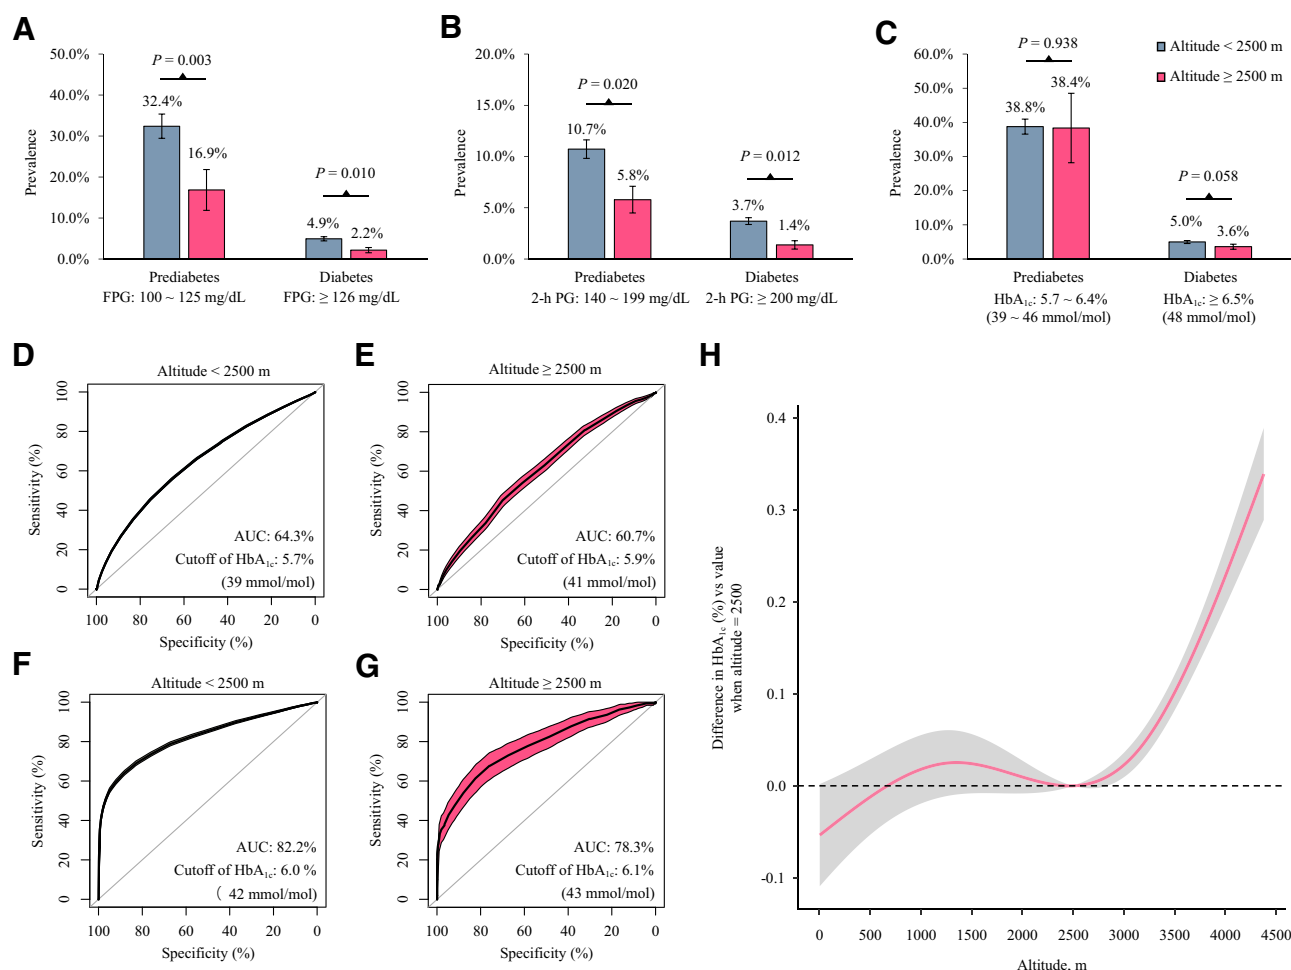 A
50.0%
40.0%
30.0%
20.0%
10.0%
0.0%
Prevalence
P = 0.003
32.4%
16.9%
P = 0.010
4.9%
2.2%
Prediabetes
FPG: 100 ~ 125 mg/dL
Diabetes
FPG: ≥ 126 mg/dL
B
20.0%
15.0%
10.0%
5.0%
0.0%
Prevalence
P = 0.020
10.7%
5.8%
P = 0.012
3.7%
1.4%
Prediabetes
2-h PG: 140 ~ 199 mg/dL
Diabetes
2-h PG: ≥ 200 mg/dL
C
60.0%
50.0%
40.0%
30.0%
20.0%
10.0%
0.0%
Prevalence
P = 0.938
38.8%
38.4%
P = 0.058
5.0%
3.6%
Prediabetes
HbA1c: 5.7 ~ 6.4%
(39 ~ 46 mmol/mol)
Diabetes
HbA1c: ≥ 6.5%
(48 mmol/mol)
Altitude < 2500 m
Altitude ≥ 2500 m
D
Altitude < 2500 m
Sensitivity (%)
100
80
60
40
20
0
AUC: 64.3%
Cutoff of HbA1c: 5.7%
(39 mmol/mol)
100 80 60 40 20 0
Specificity (%)
E
Altitude ≥ 2500 m
Sensitivity (%)
100
80
60
40
20
0
AUC: 60.7%
Cutoff of HbA1c: 5.9%
(41 mmol/mol)
100 80 60 40 20 0
Specificity (%)
F
Altitude < 2500 m
Sensitivity (%)
100
80
60
40
20
0
AUC: 82.2%
Cutoff of HbA1c: 6.0 %
( 42 mmol/mol)
100 80 60 40 20 0
Specificity (%)
G
Altitude ≥ 2500 m
Sensitivity (%)
100
80
60
40
20
0
AUC: 78.3%
Cutoff of HbA1c: 6.1%
(43 mmol/mol)
100 80 60 40 20 0
Specificity (%)
H
Difference in HbA1c (%) vs value
when altitude = 2500
0.4
0.3
0.2
0.1
0.0
-0.1
0 500 1000 1500 2000 2500 3000 3500 4000 4500
Altitude, m